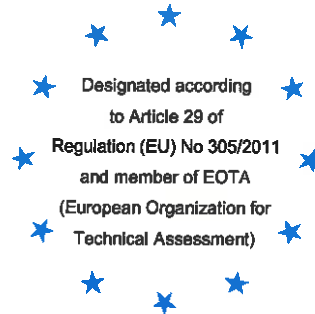 Designated according
to Article 29 of
Regulation (EU) No 305/2011
and member of EOTA
(European Organization for
Technical Assessment)